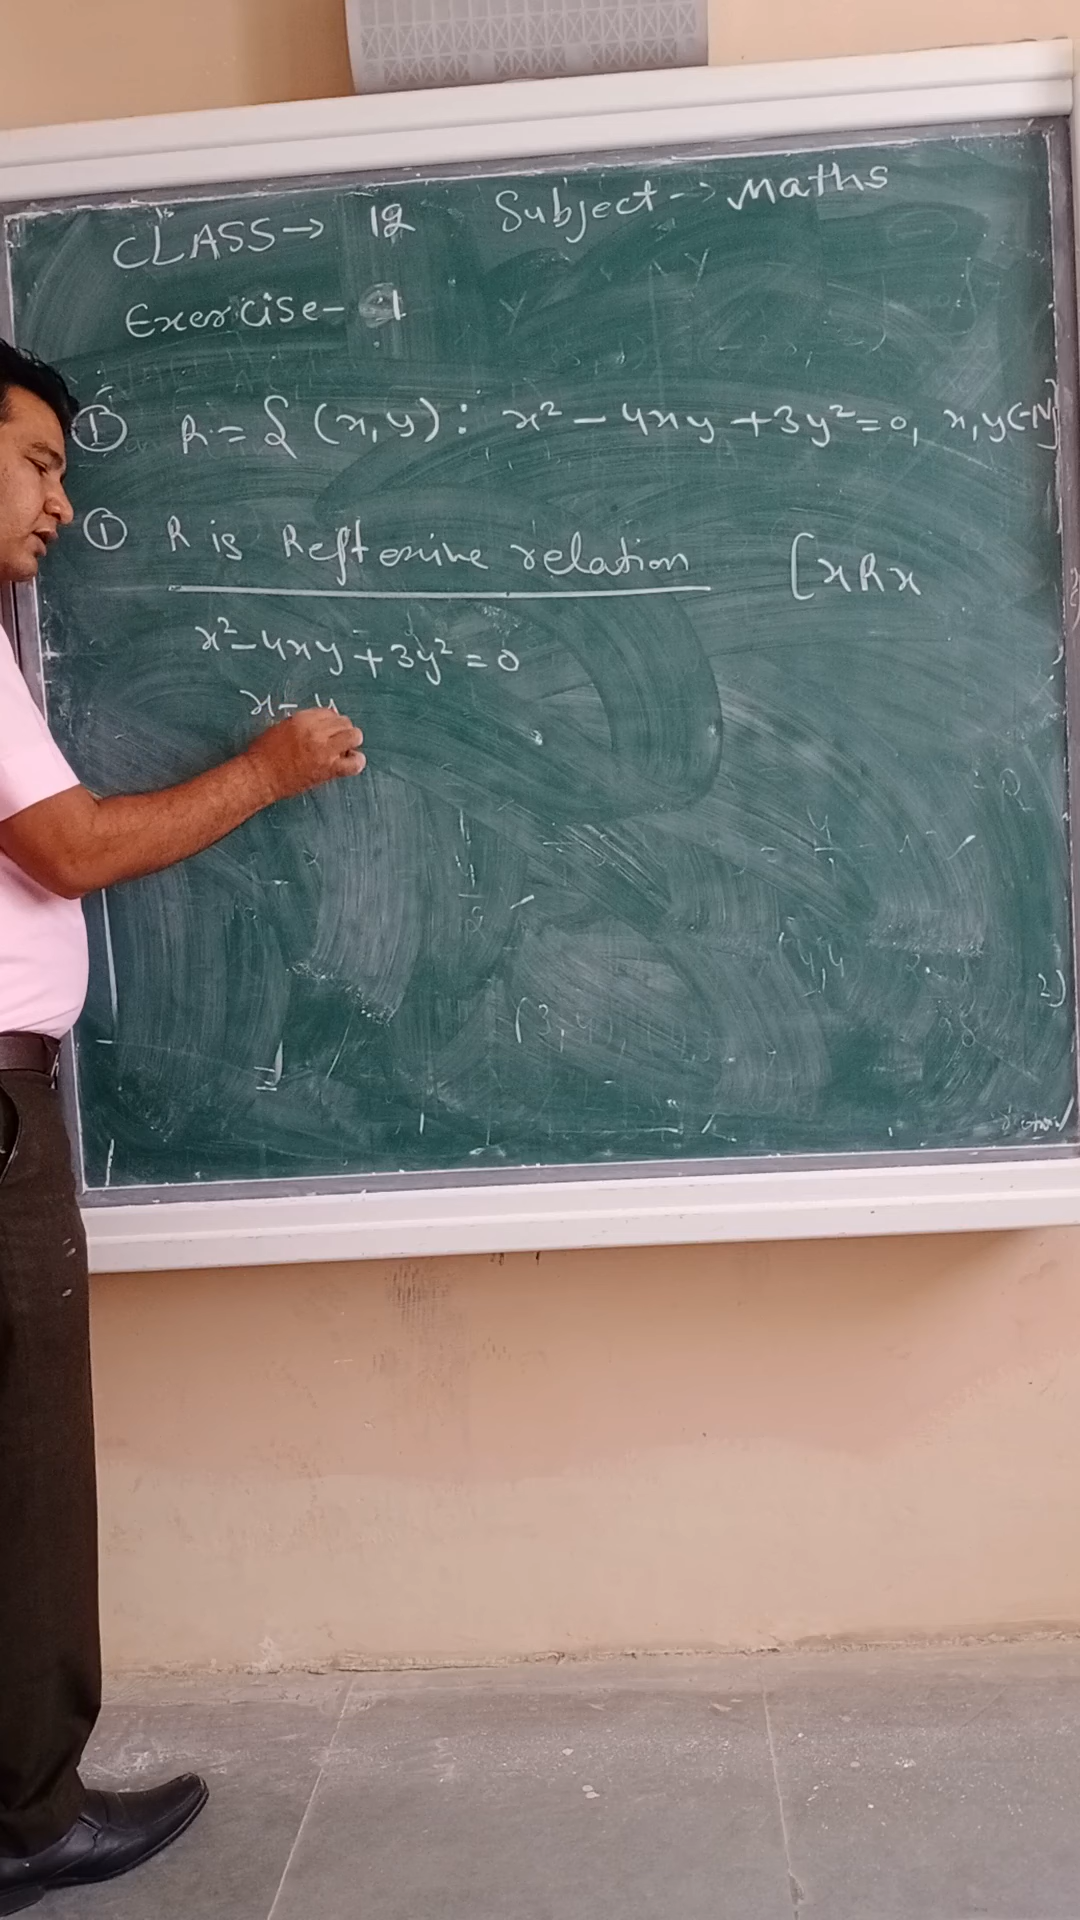 CLASS → 12 Subject → Maths
Exercise - 1
① R = { (x, y) : x² - 4xy + 3y² = 0, x, y ∈ N}
① R is Reflexive relation [xRx
x² - 4xy + 3y² = 0
x = y